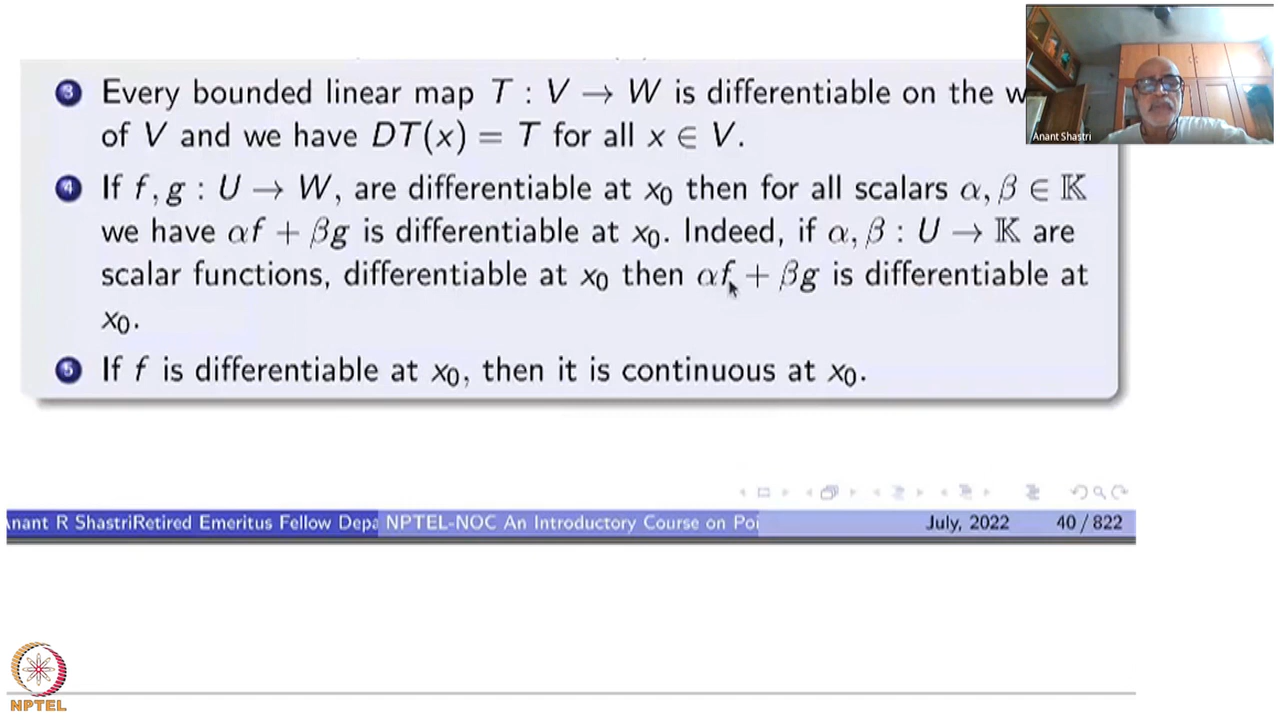 3 Every bounded linear map T : V → W is differentiable on the
of V and we have DT(x) = T for all x ∈ V.
4 If f, g : U → W, are differentiable at x₀ then for all scalars α, β ∈ 𝕂
we have αf + βg is differentiable at x₀. Indeed, if α, β : U → 𝕂 are
scalar functions, differentiable at x₀ then αf + βg is differentiable at
x₀.
5 If f is differentiable at x₀, then it is continuous at x₀.
Anant Shastri
Anant R ShastriRetired Emeritus Fellow Depa NPTEL-NOC An Introductory Course on Poi July, 2022 40 / 822
NPTEL